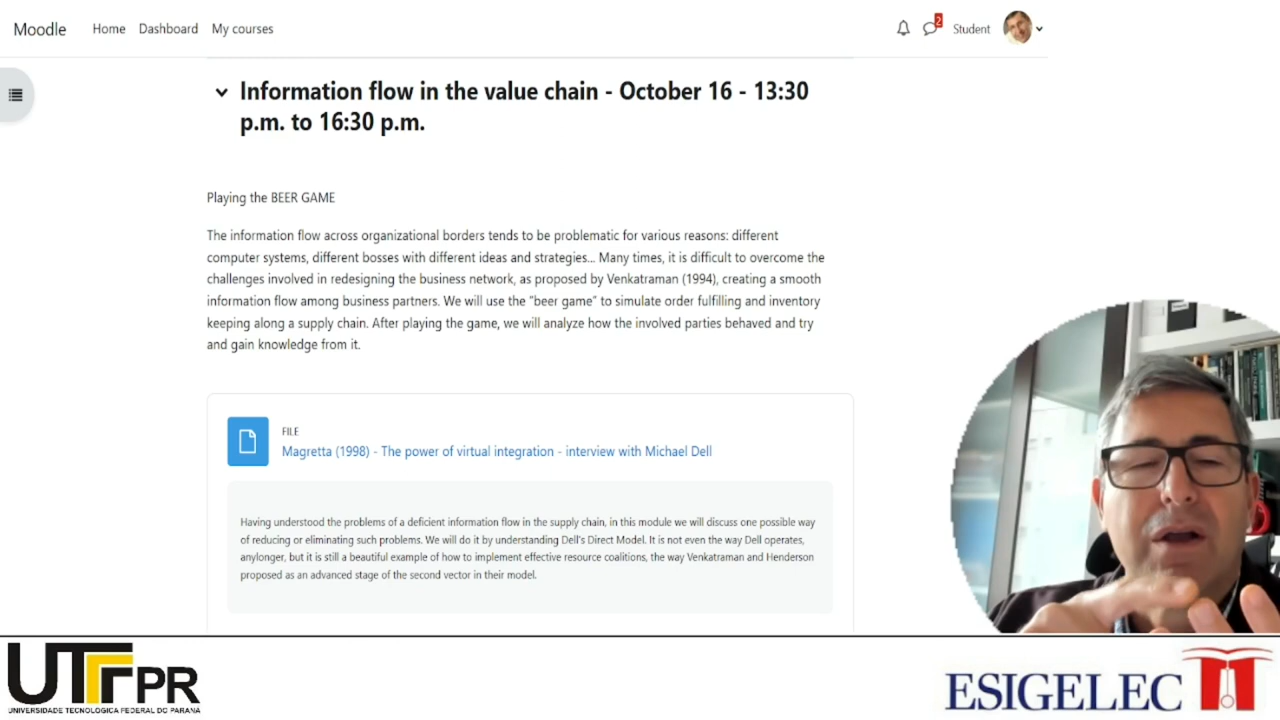 Moodle Home Dashboard My courses 2 Student
Information flow in the value chain - October 16 - 13:30
p.m. to 16:30 p.m.
Playing the BEER GAME
The information flow across organizational borders tends to be problematic for various reasons: different
computer systems, different bosses with different ideas and strategies... Many times, it is difficult to overcome the
challenges involved in redesigning the business network, as proposed by Venkatraman (1994), creating a smooth
information flow among business partners. We will use the "beer game" to simulate order fulfilling and inventory
keeping along a supply chain. After playing the game, we will analyze how the involved parties behaved and try
and gain knowledge from it.
FILE
Magretta (1998) - The power of virtual integration - interview with Michael Dell
Having understood the problems of a deficient information flow in the supply chain, in this module we will discuss one possible way
of reducing or eliminating such problems. We will do it by understanding Dell's Direct Model. It is not even the way Dell operates,
anylonger, but it is still a beautiful example of how to implement effective resource coalitions, the way Venkatraman and Henderson
proposed as an advanced stage of the second vector in their model.
UTFPR
UNIVERSIDADE TECNOLÓGICA FEDERAL DO PARANÁ
ESIGELEC